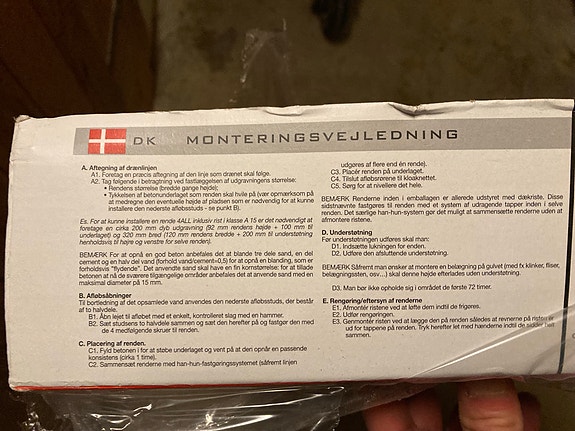 DK MONTERINGSVEJLEDNING
A. Aftegning af drænlinjen
A1. Foretag en præcis aftegning af den linje som drænet skal følge.
A2. Tag følgende i betragtning ved fastlæggelsen af udgravningens størrelse:
• Rendens størrelse (bredde gange højde);
• Tykkelsen af betonunderlaget som renden skal hvile på (vær opmærksom på
at medregne den eventuelle højde af pladsen som er nødvendig for at kunne
installere den nederste afløbsstuds - se punkt B).
Es. For at kunne installere en rende 4ALL inklusiv rist i klasse A 15 er det nødvendigt at
foretage en cirka 200 mm dyb udgravning (92 mm rendens højde + 100 mm til
underlaget) og 320 mm bred (120 mm rendens bredde + 200 mm til understøtning
henholdsvis til højre og venstre for selve renden).
BEMÆRK For at opnå en god beton anbefales det at blande tre dele sand, en del
cement og en halv del vand (forhold vand/cement=0,5) for at opnå en blanding, som er
forholdsvis "flydende". Det anvendte sand skal have en fin kornstørrelse: for at tillade
betonen at nå de sværere tilgængelige områder anbefales det at anvende sand en
maksimal diameter på 15 mm.
B. Afløbsåbninger
Til bortledning af det opsamlede vand anvendes den nederste afløbsstuds, der består
af to halvdele.
B1. Åbn lejet til afløbet med et enkelt, kontrolleret slag med en hammer.
B2. Sæt studsens to halvdele sammen og sæt den herefter på og fastgør den med
de 4 medfølgende skruer til renden.
C. Placering af renden.
C1. Fyld betonen i for at støbe underlaget og vent på at den opnår en passende
konsistens (cirka 1 time).
C2. Sammensæt renderne med han-hun-fastgøringssystemet (såfremt linjen
udgøres af flere end én rende).
C3. Placér renden på underlaget.
C4. Tilslut afløbsrørene til kloaknettet.
C5. Sørg for at nivellere det hele.
BEMÆRK Renderne inden i emballagen er allerede udstyret med dækriste. Disse
sidstnævnte fastgøres til renden med et system af udragende tapper inden i selve
renden. Det særlige han-hun-system gør det muligt at sammensætte renderne uden at
afmontere ristene.
D. Understøtning
Før understøtningen udføres skal man:
D1. Indsætte lukningen for enden.
D2. Udføre den afsluttende understøtning.
BEMÆRK Såfremt man ønsker at montere en belægning på gulvet (med fx klinker, fliser,
belægningssten, osv...) skal denne højde efterlades uden understøtning.
D3. Man bør ikke opholde sig i området de første 72 timer.
E. Rengøring/eftersyn af renderne
E1. Afmontér ristene ved at løfte dem indtil de frigøres.
E2. Udfør rengøringen.
E3. Genmontér risten ved at lægge den på renden således at revnerne på risten er
ud for tappene på renden. Tryk herefter let med hænderne indtil de sidder helt
sammen.